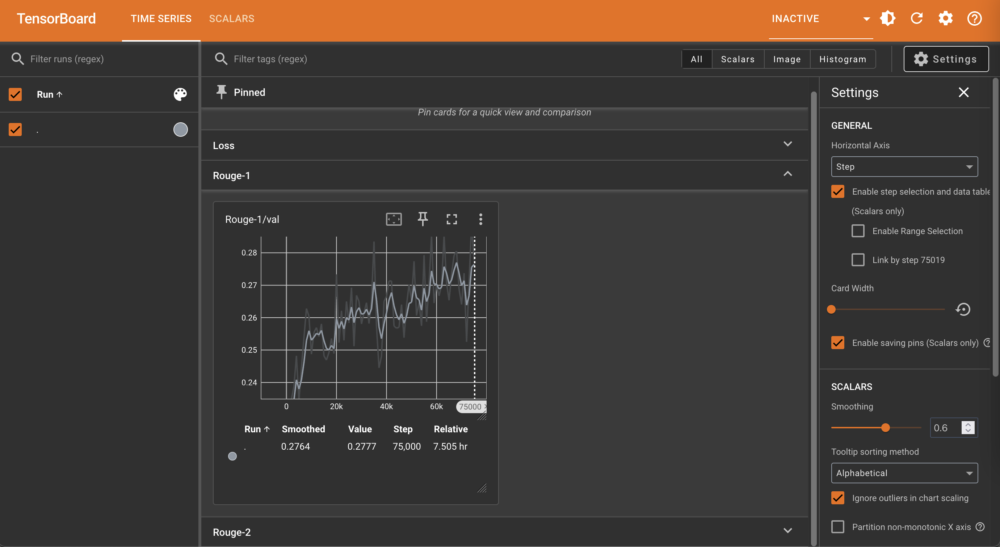 TensorBoard TIME SERIES SCALARS INACTIVE
Filter runs (regex)
Filter tags (regex) All Scalars Image Histogram Settings
Run
.
Pinned
Pin cards for a quick view and comparison
Loss
Rouge-1
Rouge-1/val
0.28
0.27
0.26
0.25
0.24
0 20k 40k 60k 75000
Run Smoothed Value Step Relative
. 0.2764 0.2777 75,000 7.505 hr
Rouge-2
Settings
GENERAL
Horizontal Axis
Step
Enable step selection and data table
(Scalars only)
Enable Range Selection
Link by step 75019
Card Width
Enable saving pins (Scalars only)
SCALARS
Smoothing
0.6
Tooltip sorting method
Alphabetical
Ignore outliers in chart scaling
Partition non-monotonic X axis